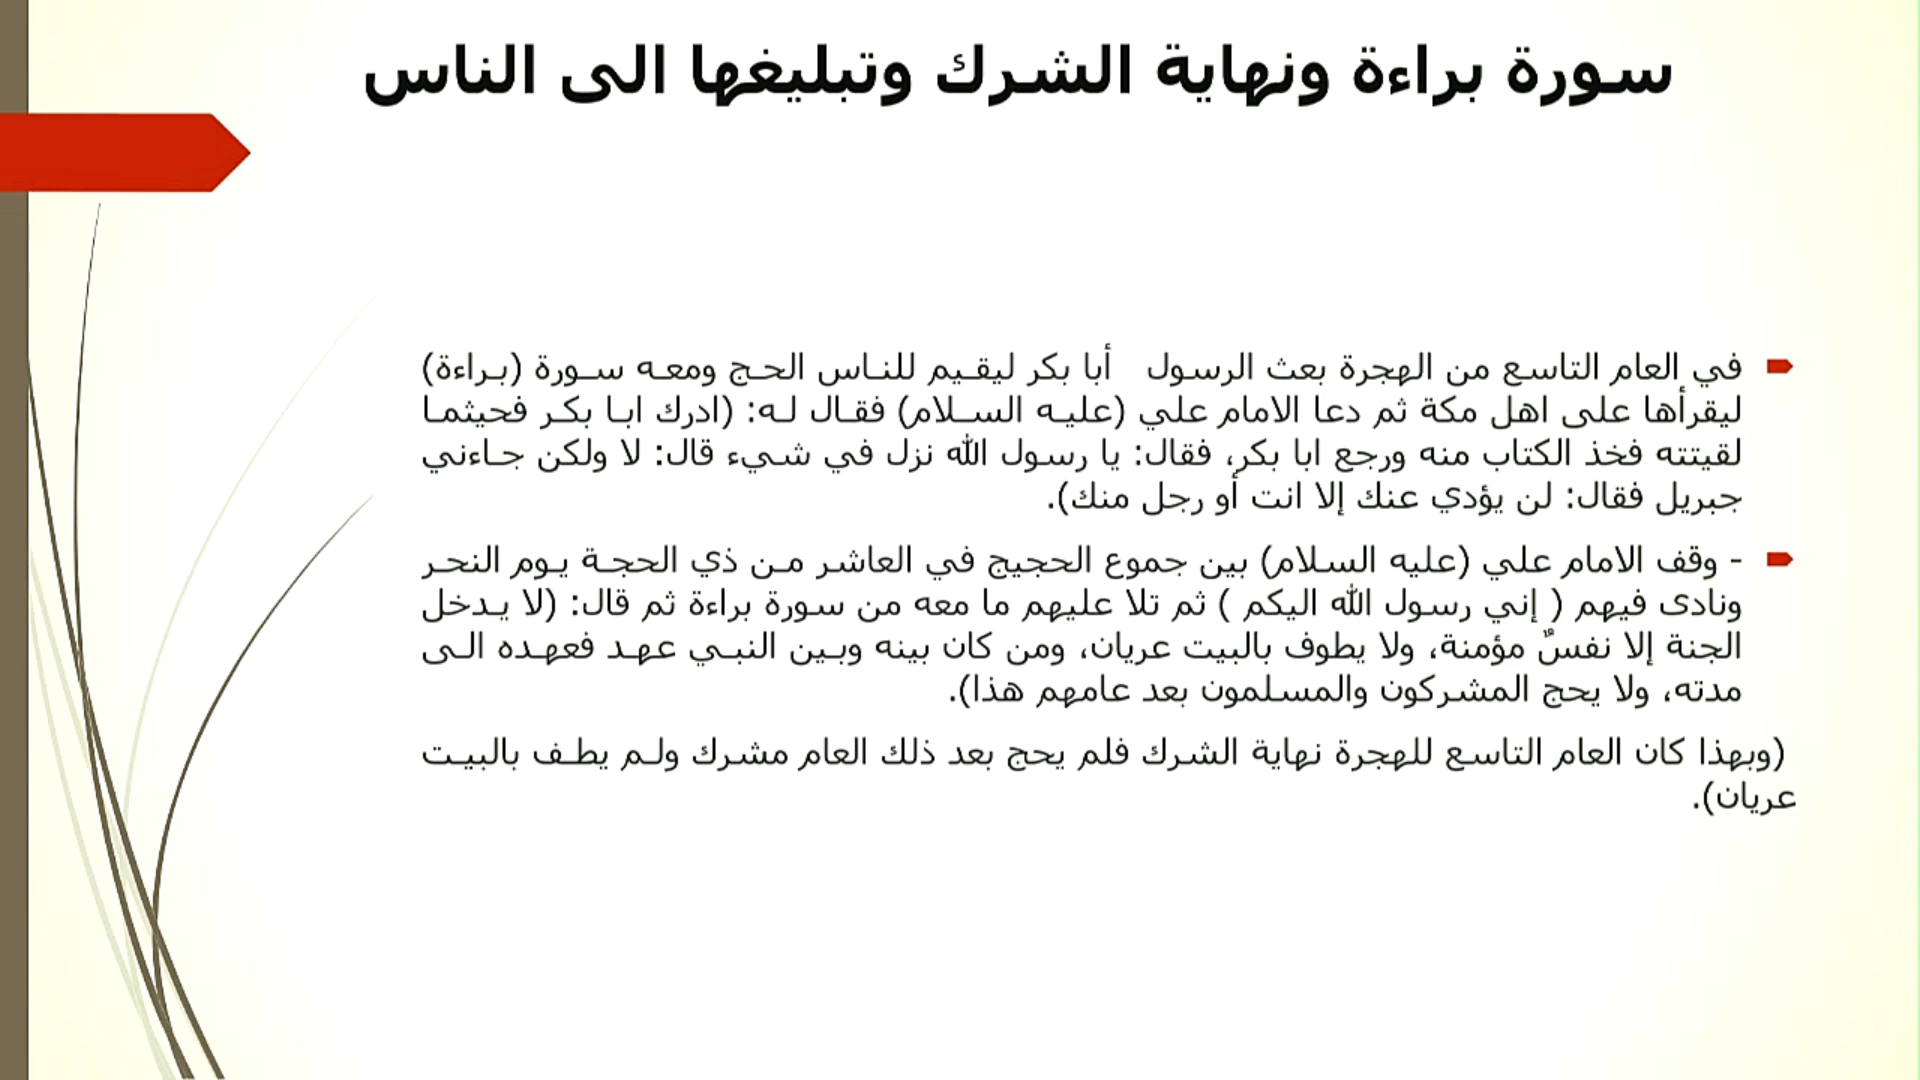 سورة براءة ونهاية الشرك وتبليغها الى الناس
في العام التاسع من الهجرة بعث الرسول أبا بكر ليقيم للناس الحج ومعه سورة (براءة)
ليقرأها على اهل مكة ثم دعا الامام علي (عليه السلام) فقال له: (ادرك ابا بكر فحيثما
لقيتته فخذ الكتاب منه ورجع ابا بكر، فقال: يا رسول الله نزل في شيء قال: لا ولكن جاءني
جبريل فقال: لن يؤدي عنك إلا انت أو رجل منك).
- وقف الامام علي (عليه السلام) بين جموع الحجيج في العاشر من ذي الحجة يوم النحر
ونادى فيهم ( إني رسول الله اليكم ) ثم تلا عليهم ما معه من سورة براءة ثم قال: (لا يدخل
الجنة إلا نفسٌ مؤمنة، ولا يطوف بالبيت عريان، ومن كان بينه وبين النبي عهد فعهده الى
مدته، ولا يحج المشركون والمسلمون بعد عامهم هذا).
(وبهذا كان العام التاسع للهجرة نهاية الشرك فلم يحج بعد ذلك العام مشرك ولم يطف بالبيت
عريان).